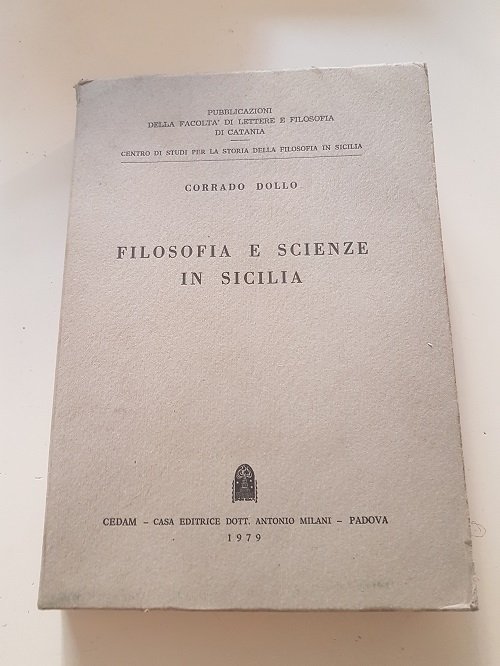 PUBBLICAZIONI
DELLA FACOLTA' DI LETTERE E FILOSOFIA
DI CATANIA
CENTRO DI STUDI PER LA STORIA DELLA FILOSOFIA IN SICILIA
CORRADO DOLLO
FILOSOFIA E SCIENZE
IN SICILIA
CEDAM – CASA EDITRICE DOTT. ANTONIO MILANI – PADOVA
1979